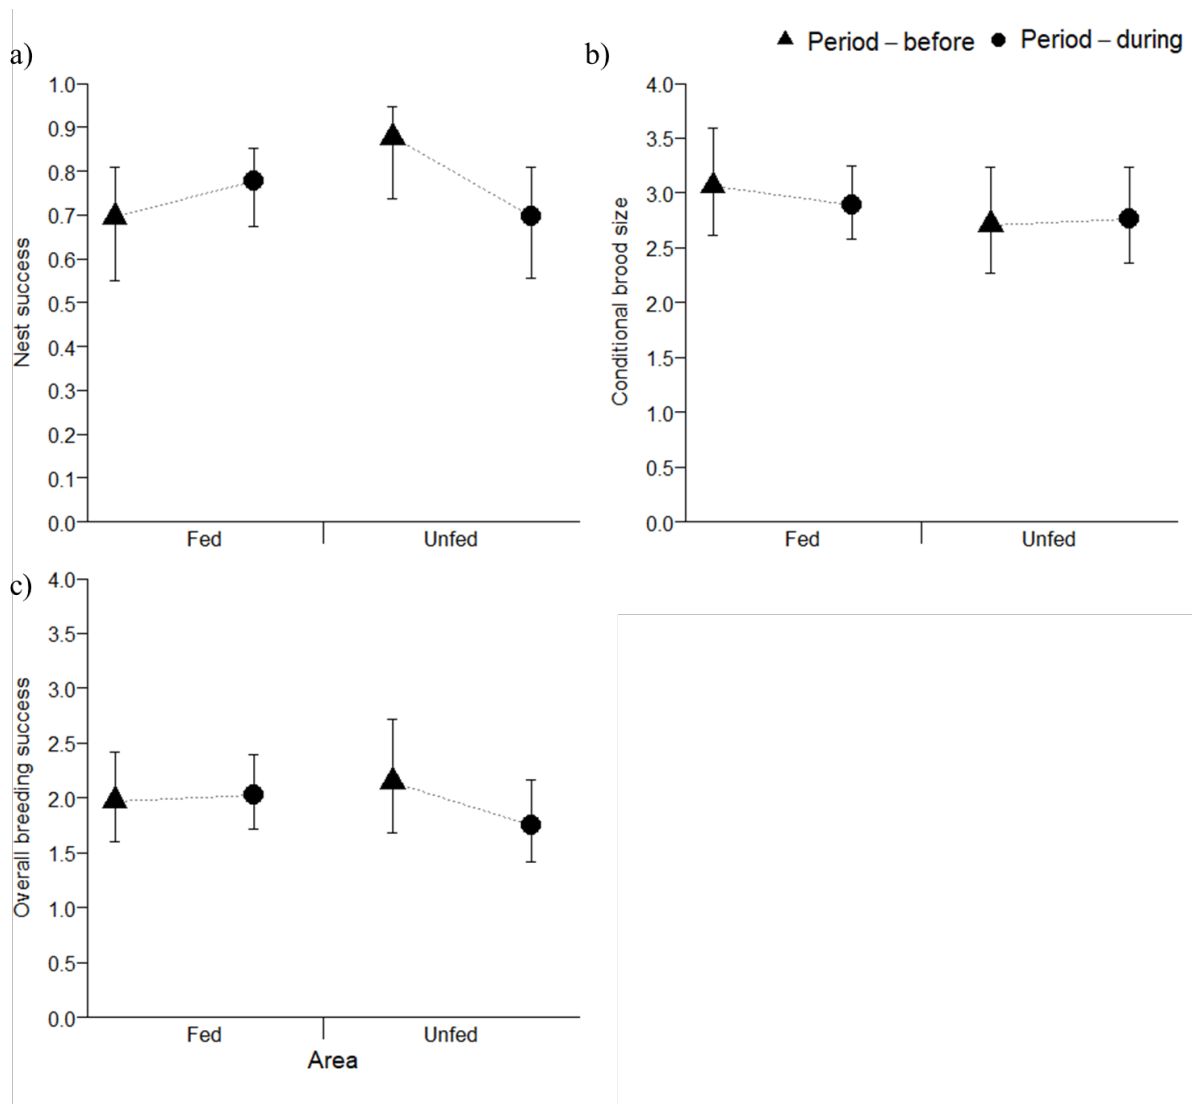 ▲ Period – before ● Period – during
a)
1.0
0.9
0.8
0.7
0.6
0.5
0.4
0.3
0.2
0.1
0.0
Nest success
Fed
Unfed
b)
4.0
3.5
3.0
2.5
2.0
1.5
1.0
0.5
0.0
Conditional brood size
Fed
Unfed
c)
4.0
3.5
3.0
2.5
2.0
1.5
1.0
0.5
0.0
Overall breeding success
Fed
Unfed
Area